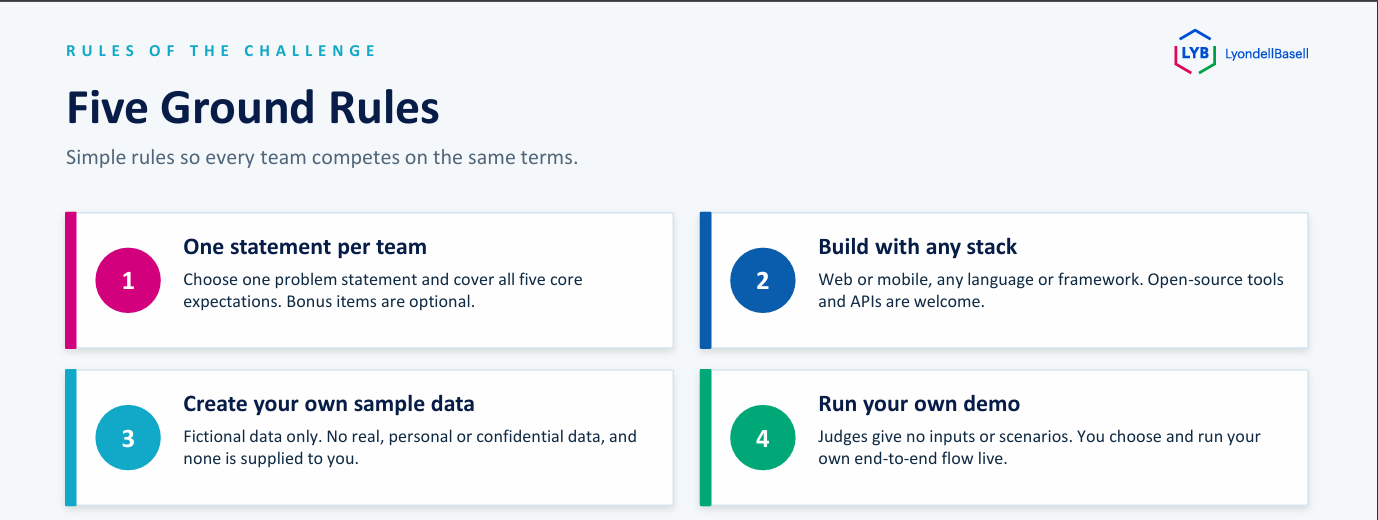 RULES OF THE CHALLENGE
LYB
LyondellBasell
Five Ground Rules
Simple rules so every team competes on the same terms.
1
One statement per team
Choose one problem statement and cover all five core
expectations. Bonus items are optional.
2
Build with any stack
Web or mobile, any language or framework. Open-source tools
and APIs are welcome.
3
Create your own sample data
Fictional data only. No real, personal or confidential data, and
none is supplied to you.
4
Run your own demo
Judges give no inputs or scenarios. You choose and run your
own end-to-end flow live.